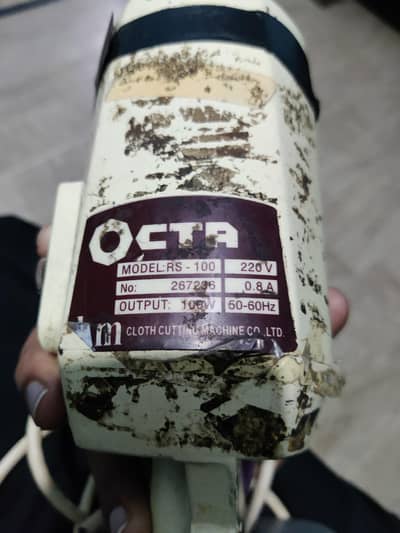 OCTA
MODEL:RS - 100 220 V
No: 267236 0.8 A
OUTPUT: 100W 50-60Hz
CLOTH CUTTING MACHINE CO.,LTD.